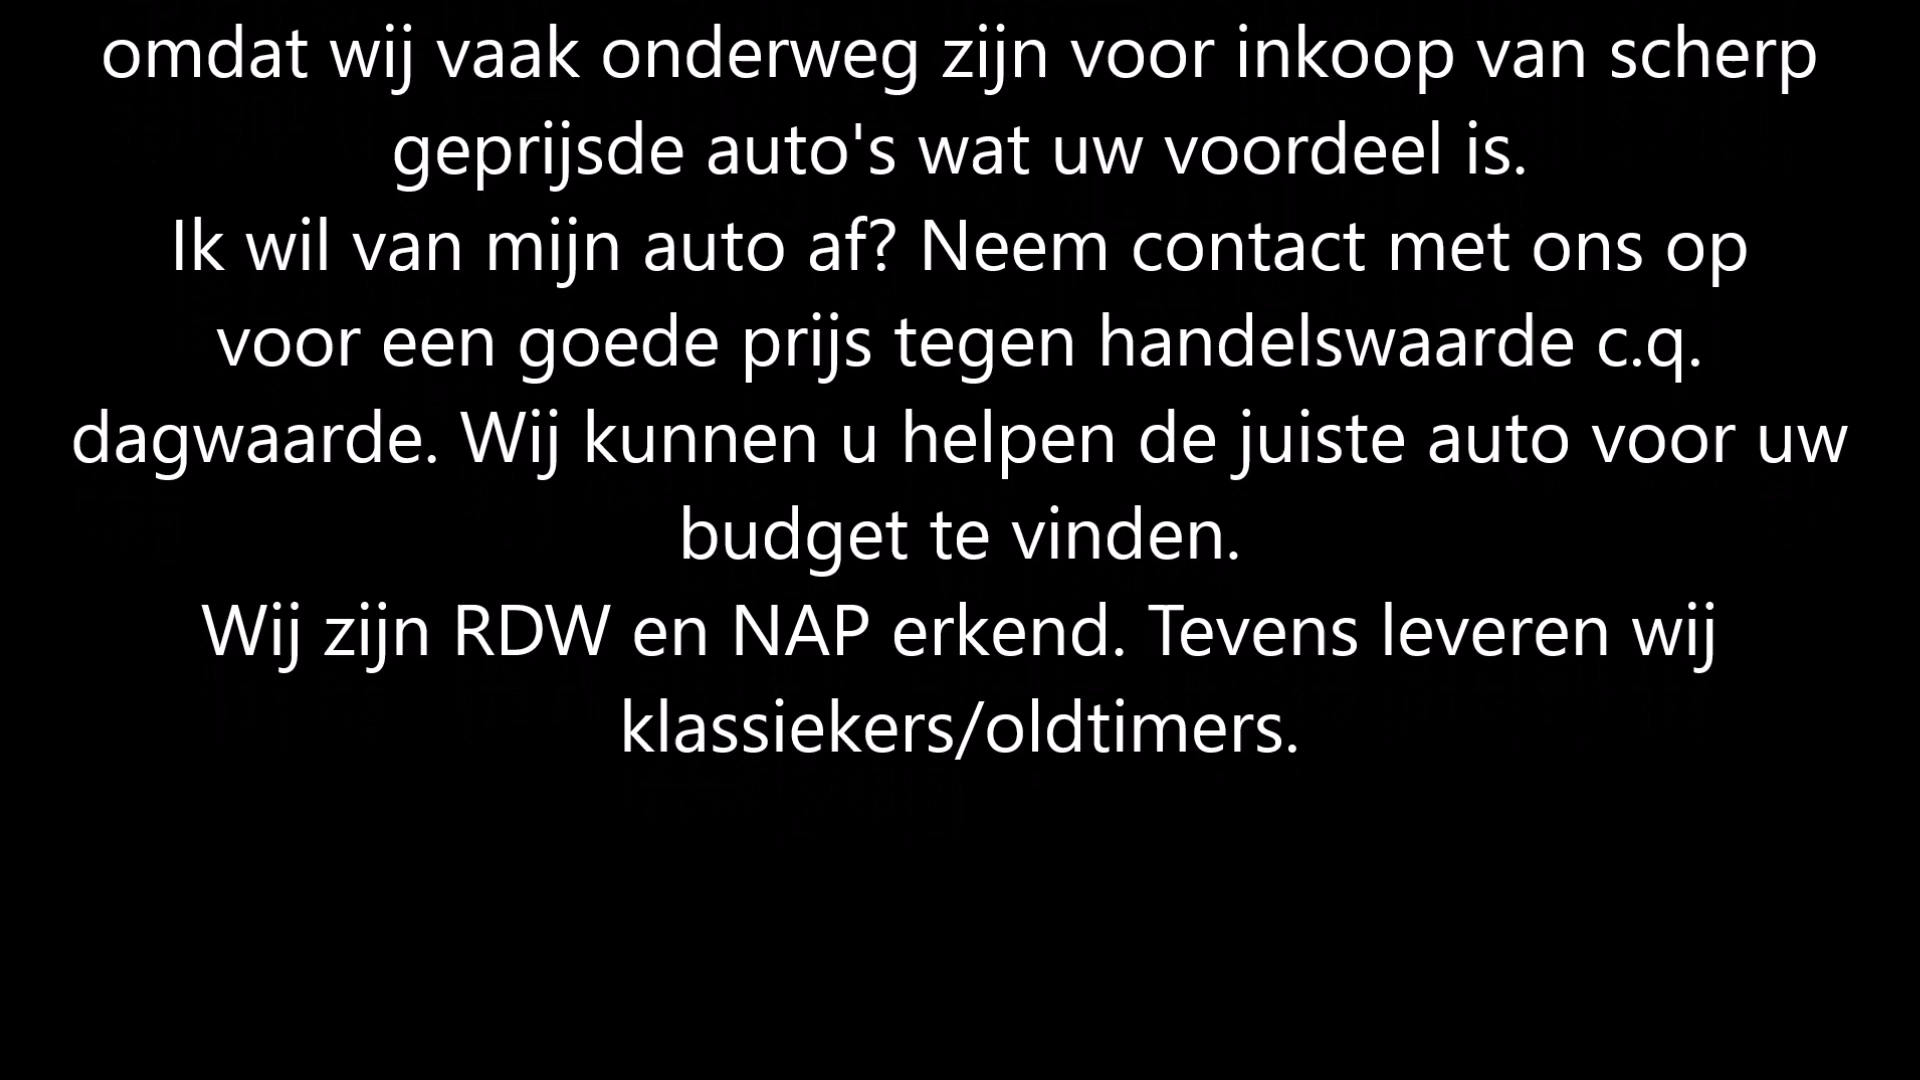 omdat wij vaak onderweg zijn voor inkoop van scherp
geprijsde auto's wat uw voordeel is.
Ik wil van mijn auto af? Neem contact met ons op
voor een goede prijs tegen handelswaarde c.q.
dagwaarde. Wij kunnen u helpen de juiste auto voor uw
budget te vinden.
Wij zijn RDW en NAP erkend. Tevens leveren wij
klassiekers/oldtimers.